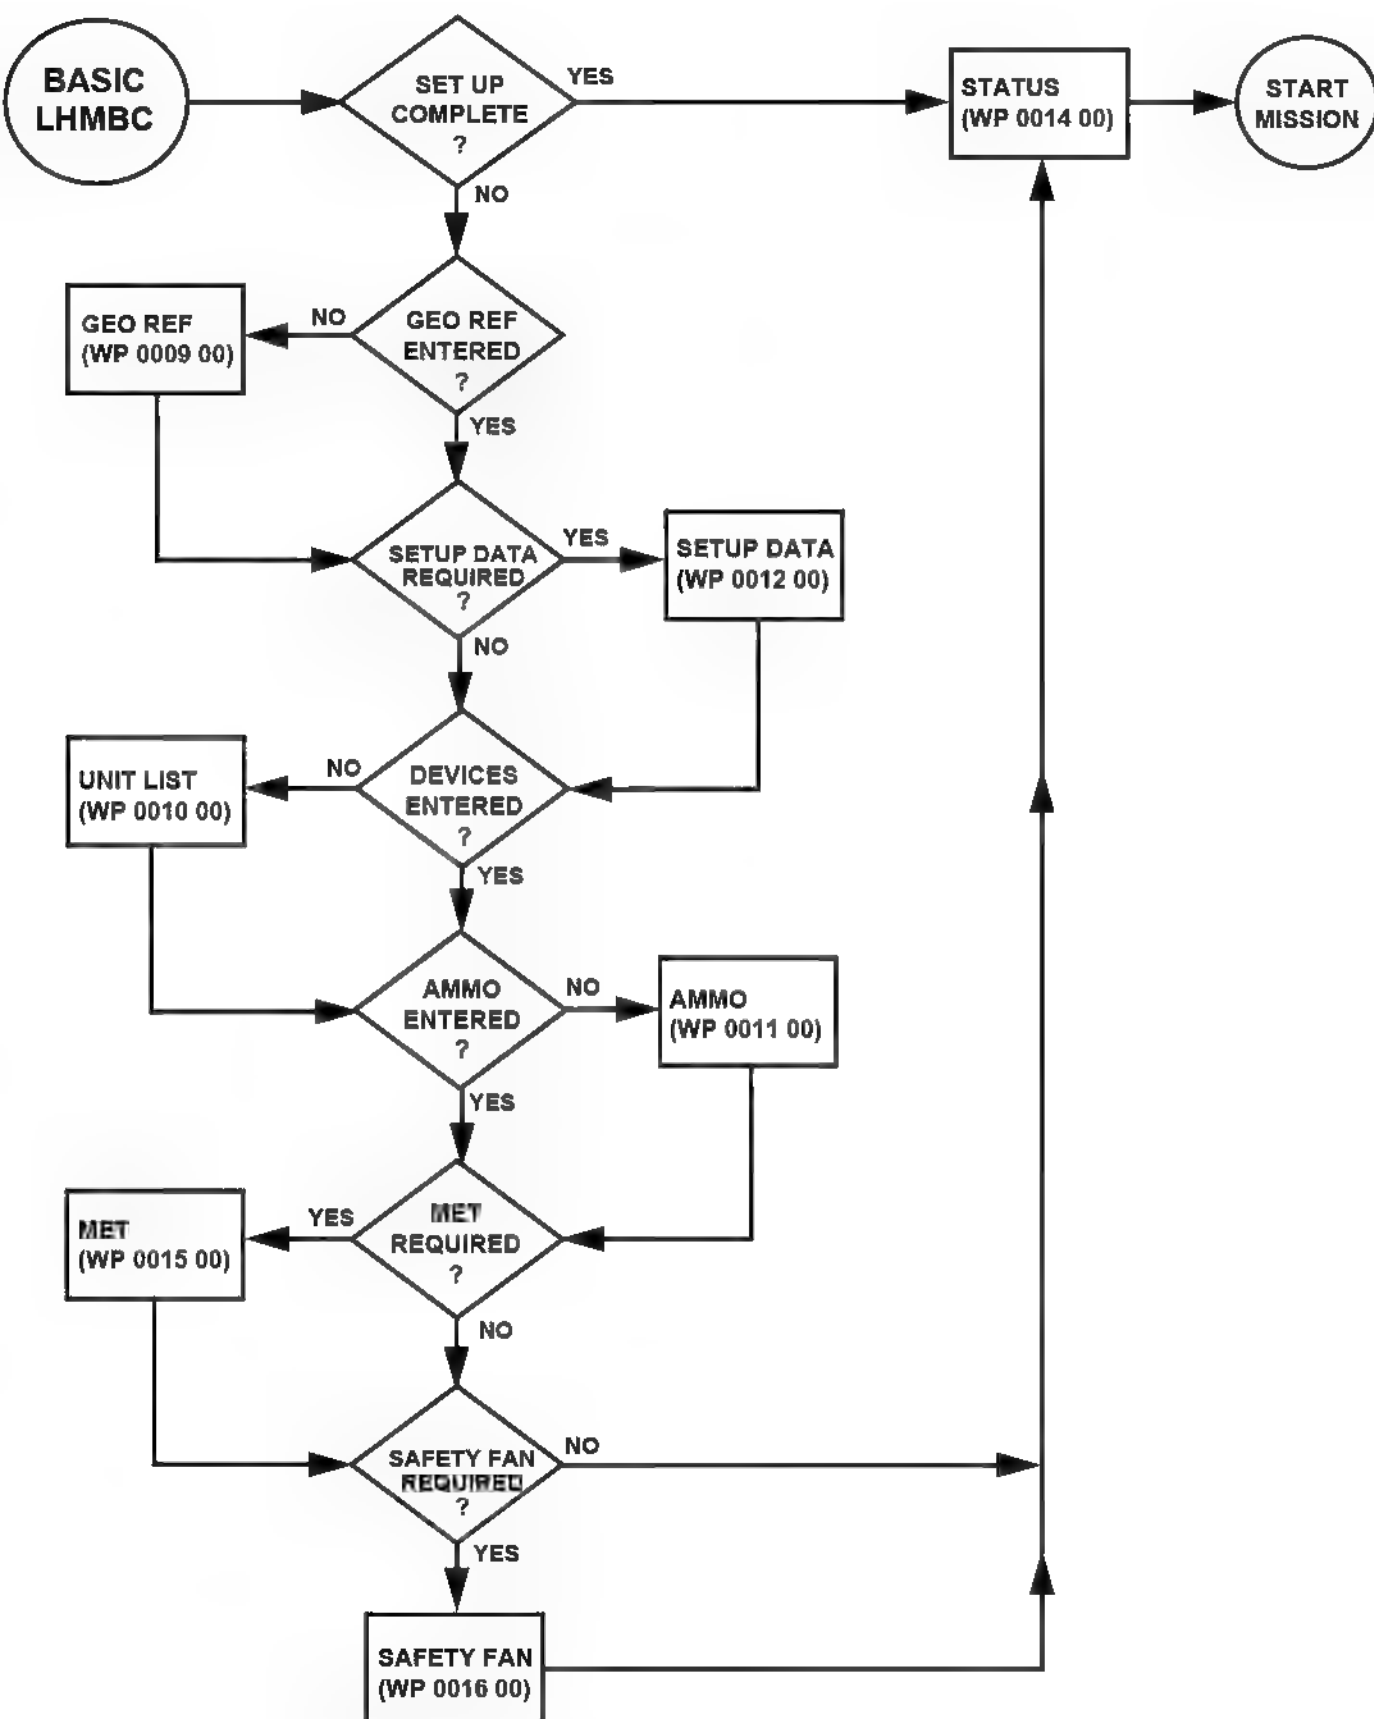 BASIC
LHMBC
SET UP
COMPLETE
?
YES
STATUS
(WP 0014 00)
START
MISSION
NO
GEO REF
(WP 0009 00)
NO
GEO REF
ENTERED
?
YES
SETUP DATA
REQUIRED
?
YES
SETUP DATA
(WP 0012 00)
NO
UNIT LIST
(WP 0010 00)
NO
DEVICES
ENTERED
?
YES
AMMO
ENTERED
?
NO
AMMO
(WP 0011 00)
YES
MET
(WP 0015 00)
YES
MET
REQUIRED
?
NO
SAFETY FAN
REQUIRED
?
NO
YES
SAFETY FAN
(WP 0016 00)